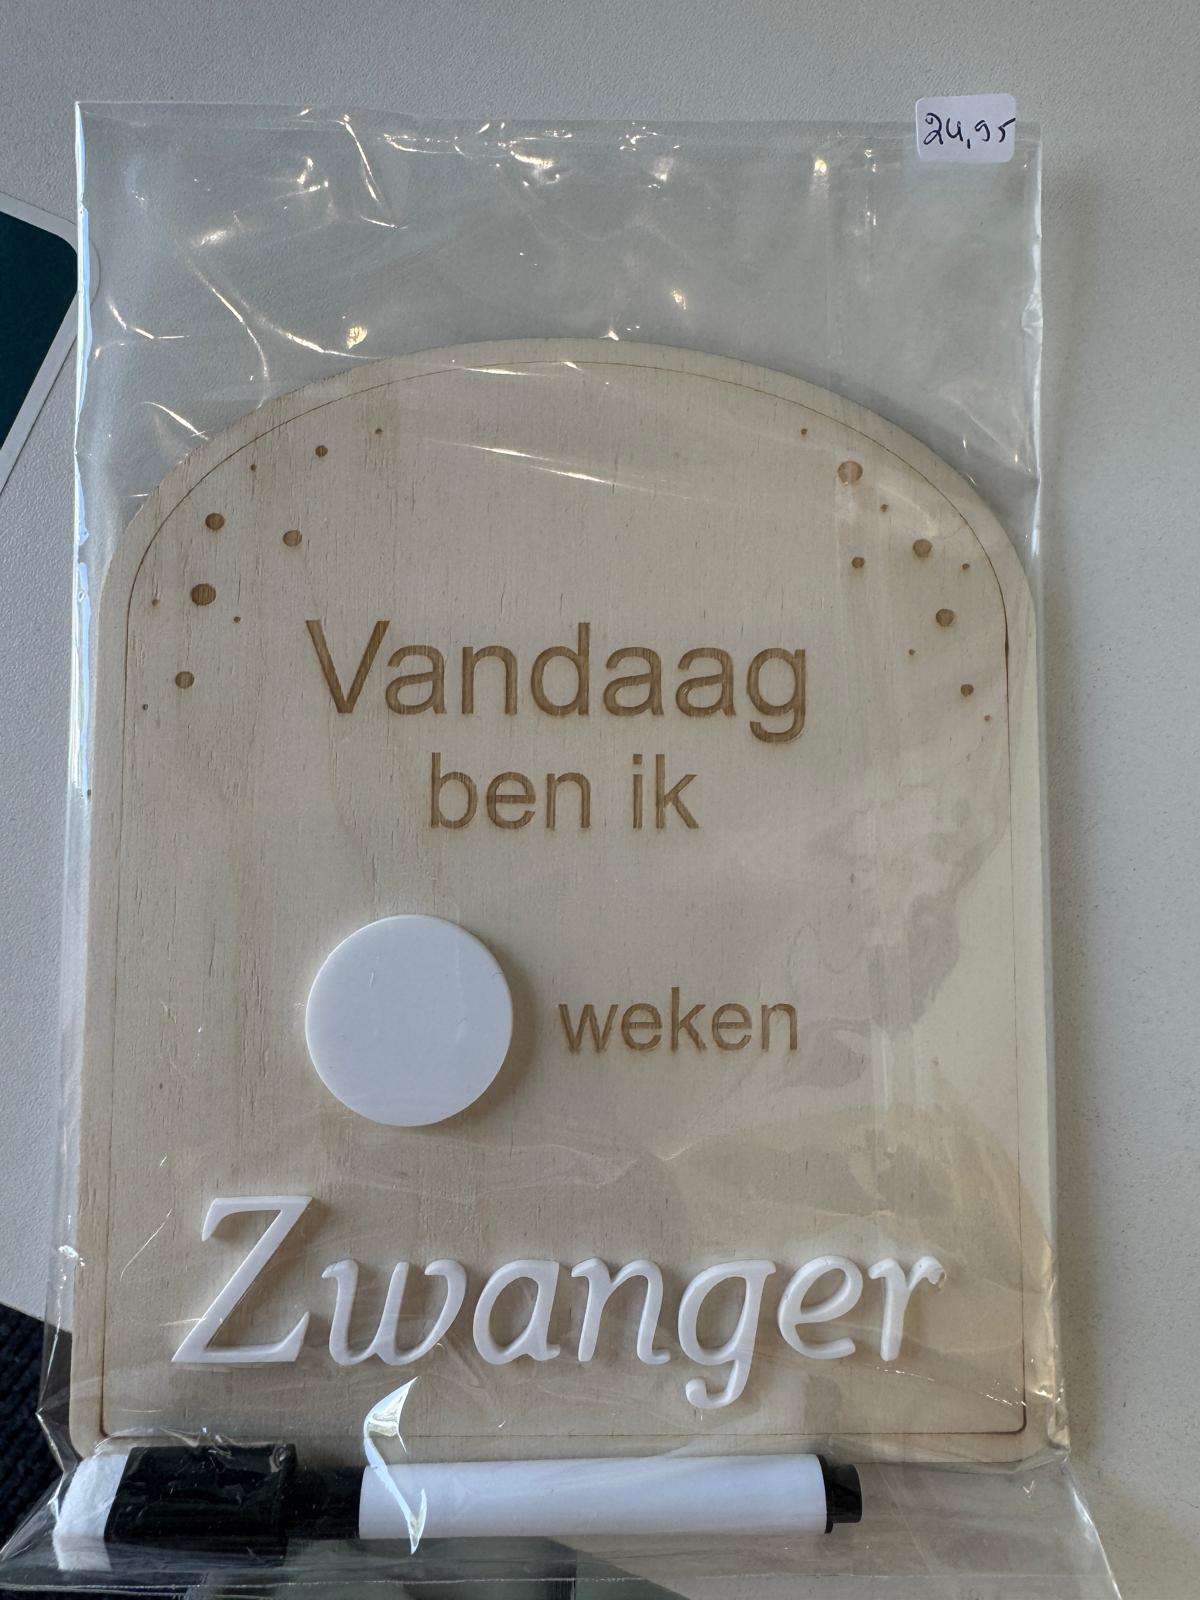 24,95
Vandaag
ben ik
weken
Zwanger